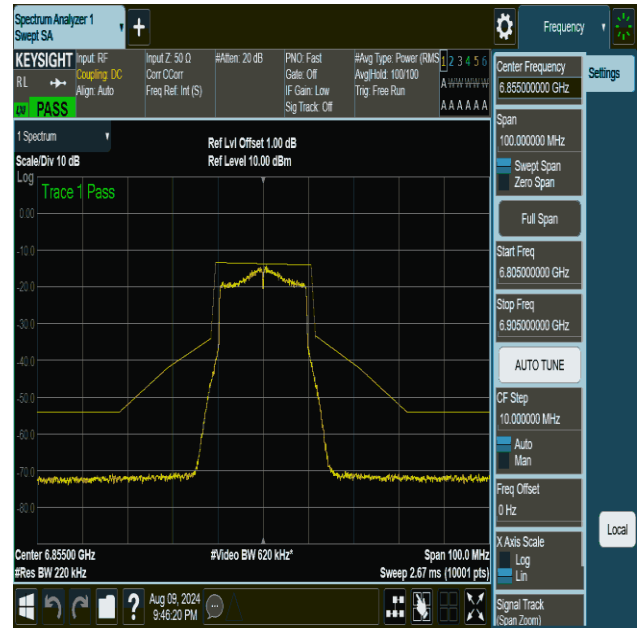 Spectrum Analyzer 1
Swept SA
+
Frequency
KEYSIGHT
RL
PASS
Input: RF
Coupling: DC
Align: Auto
Input Z: 50 Ω
Corr CCorr
Freq Ref: Int (S)
#Atten: 20 dB
PNO: Fast
Gate: Off
IF Gain: Low
Sig Track: Off
#Avg Type: Power (RMS
Avg|Hold: 100/100
Trig: Free Run
1 2 3 4 5 6
A W W W W W
A A A A A A
1 Spectrum
Scale/Div 10 dB
Ref Lvl Offset 1.00 dB
Ref Level 10.00 dBm
Log
Trace 1 Pass
0.00
-10.0
-20.0
-30.0
-40.0
-50.0
-60.0
-70.0
-80.0
Center 6.85500 GHz
#Res BW 220 kHz
#Video BW 620 kHz*
Span 100.0 MHz
Sweep 2.67 ms (10001 pts)
Aug 09, 2024
9:46:20 PM
Center Frequency
6.855000000 GHz
Settings
Span
100.000000 MHz
Swept Span
Zero Span
Full Span
Start Freq
6.805000000 GHz
Stop Freq
6.905000000 GHz
AUTO TUNE
CF Step
10.000000 MHz
Auto
Man
Freq Offset
0 Hz
X Axis Scale
Log
Lin
Local
Signal Track
(Span Zoom)